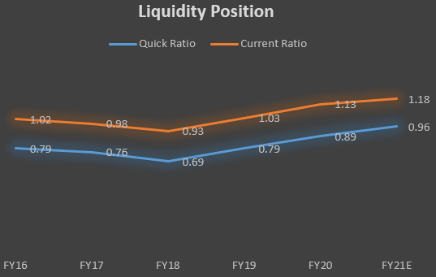 Liquidity Position
Quick Ratio Current Ratio
1.02 0.98 0.93 1.03 1.13 1.18
0.79 0.76 0.69 0.79 0.89 0.96
FY16 FY17 FY18 FY19 FY20 FY21E